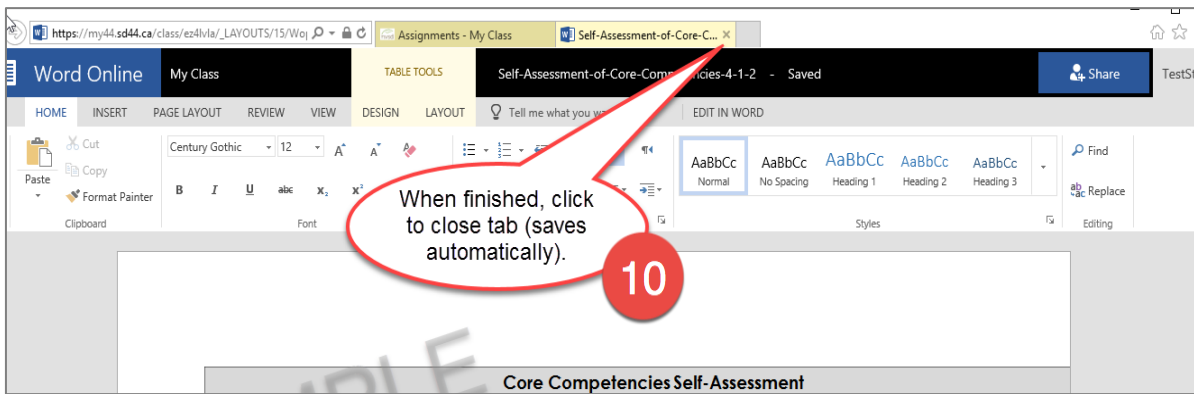 https://my44.sd44.ca/class/ez4lvla/_LAYOUTS/15/Wo
Assignments - My Class
Self-Assessment-of-Core-C...
Word Online
My Class
TABLE TOOLS
Self-Assessment-of-Core-Competencies-4-1-2 - Saved
Share
HOME INSERT PAGE LAYOUT REVIEW VIEW DESIGN LAYOUT Tell me what you EDIT IN WORD
Cut
Copy
Format Painter
Paste
Clipboard
Century Gothic 12
B I U abc X₂ X²
Font
AaBbCc AaBbCc AaBbCc AaBbCc AaBbCc
Normal No Spacing Heading 1 Heading 2 Heading 3
Styles
Find
Replace
Editing
When finished, click
to close tab (saves
automatically).
10
Core Competencies Self-Assessment